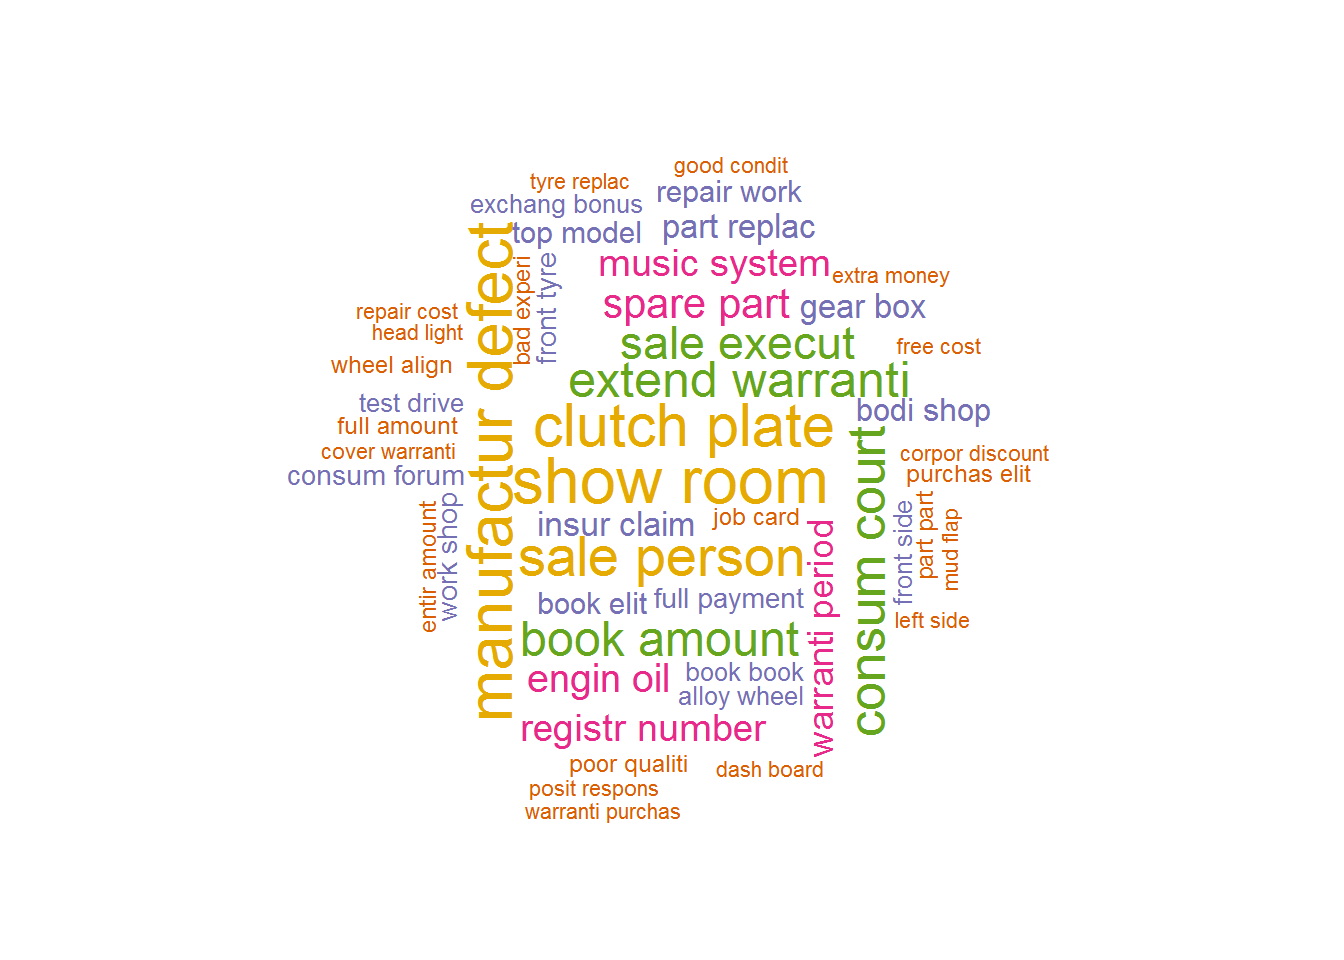 good condit
tyre replac
repair work
exchang bonus
part replac
top model
music system
extra money
bad experi
front tyre
manufactur defect
spare part
gear box
repair cost
head light
sale execut
free cost
wheel align
extend warranti
test drive
bodi shop
full amount
clutch plate
cover warranti
corpor discount
consum forum
purchas elit
show room
consum court
entir amount
work shop
insur claim
job card
front side
part part
mud flap
sale person
warranti period
book elit
full payment
left side
book amount
engin oil
book book
alloy wheel
registr number
poor qualiti
dash board
posit respons
warranti purchas